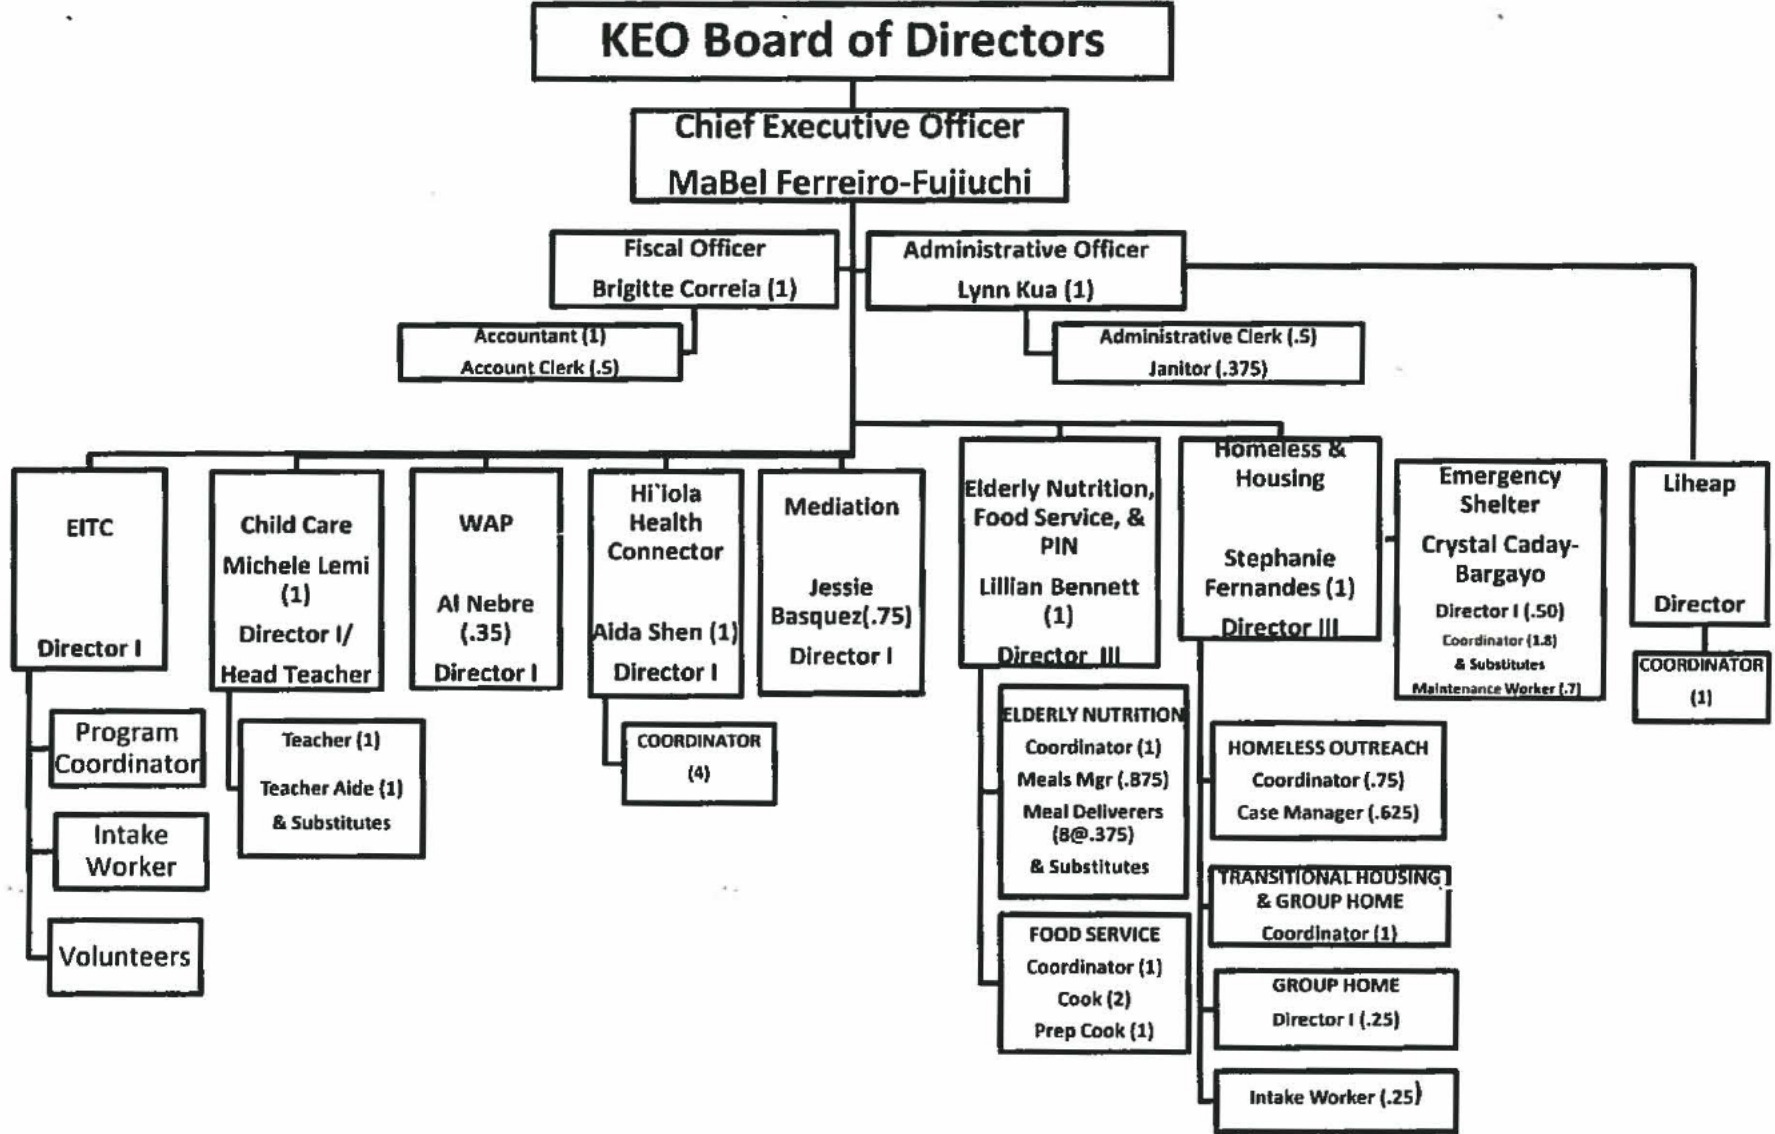 KEO Board of Directors
Chief Executive Officer
MaBel Ferreiro-Fujiuchi
Fiscal Officer
Brigitte Correia (1)
Administrative Officer
Lynn Kua (1)
Accountant (1)
Account Clerk (.5)
Administrative Clerk (.5)
Janitor (.375)
EITC
Director I
Program
Coordinator
Intake
Worker
Volunteers
Child Care
Michele Lemi
(1)
Director I/
Head Teacher
Teacher (1)
Teacher Aide (1)
& Substitutes
WAP
Al Nebre
(.35)
Director I
Hi`iola
Health
Connector
Aida Shen (1)
Director I
COORDINATOR
(4)
Mediation
Jessie
Basquez(.75)
Director I
Elderly Nutrition,
Food Service, &
PIN
Lillian Bennett
(1)
Director III
ELDERLY NUTRITION
Coordinator (1)
Meals Mgr (.875)
Meal Deliverers
(8@.375)
& Substitutes
FOOD SERVICE
Coordinator (1)
Cook (2)
Prep Cook (1)
Homeless &
Housing
Stephanie
Fernandes (1)
Director III
HOMELESS OUTREACH
Coordinator (.75)
Case Manager (.625)
TRANSITIONAL HOUSING
& GROUP HOME
Coordinator (1)
GROUP HOME
Director I (.25)
Intake Worker (.25)
Emergency
Shelter
Crystal Caday-
Bargayo
Director I (.50)
Coordinator (1.8)
& Substitutes
Maintenance Worker (.7)
Liheap
Director
COORDINATOR
(1)